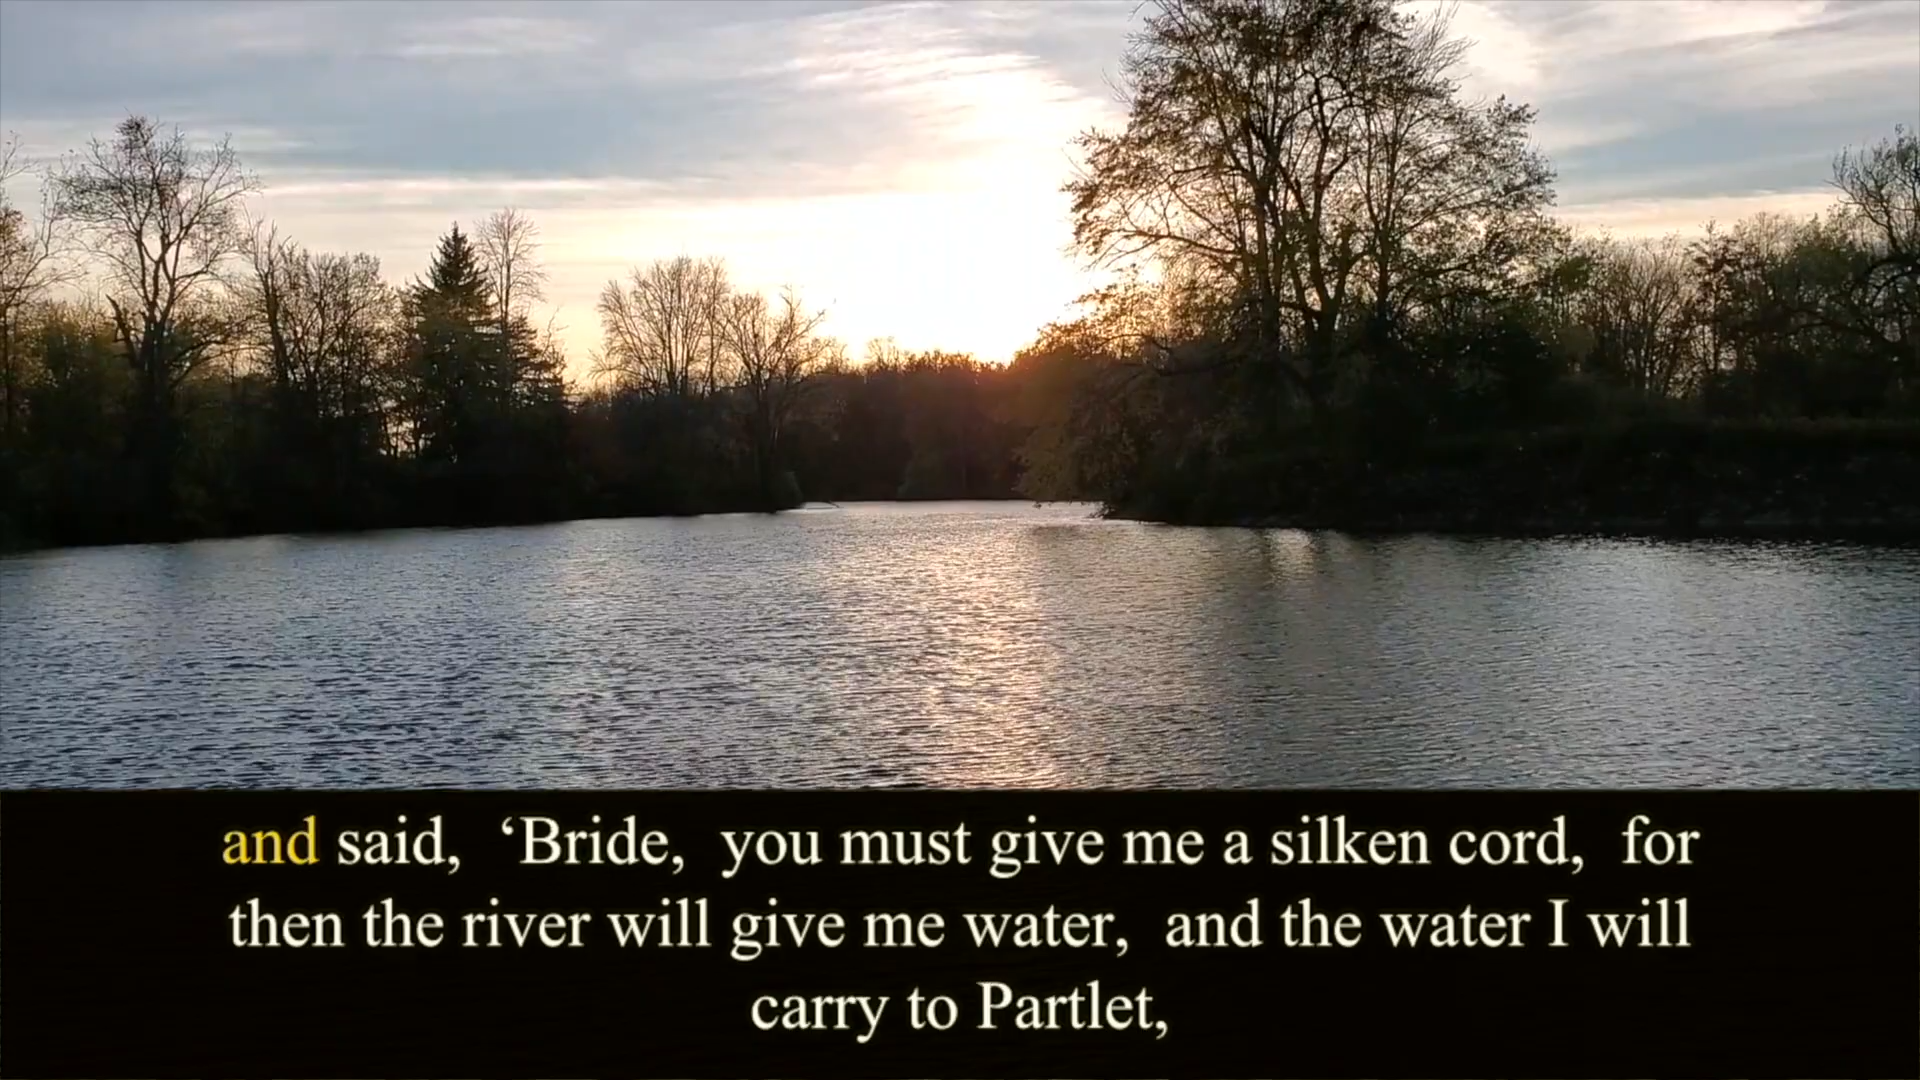 and said, ‘Bride, you must give me a silken cord, for
then the river will give me water, and the water I will
carry to Partlet,